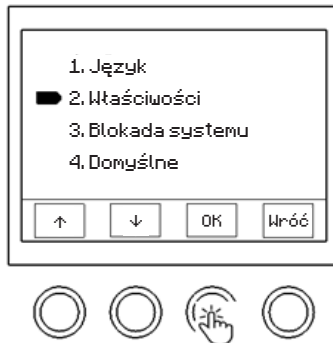 1. Język
2. Właściwości
3. Blokada systemu
4. Domyślne
↑ ↓ OK Wróć